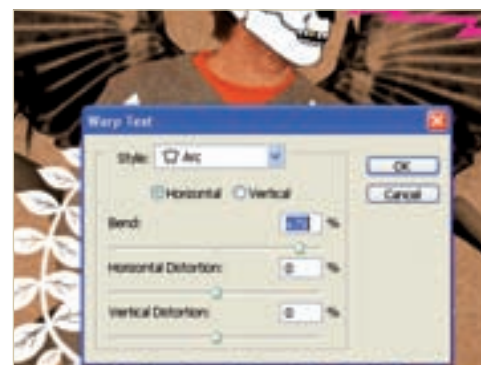 Warp Text
Style: Arc
OK
Horizontal Vertical
Cancel
Bend: %
Horizontal Distortion: 0 %
Vertical Distortion: 0 %